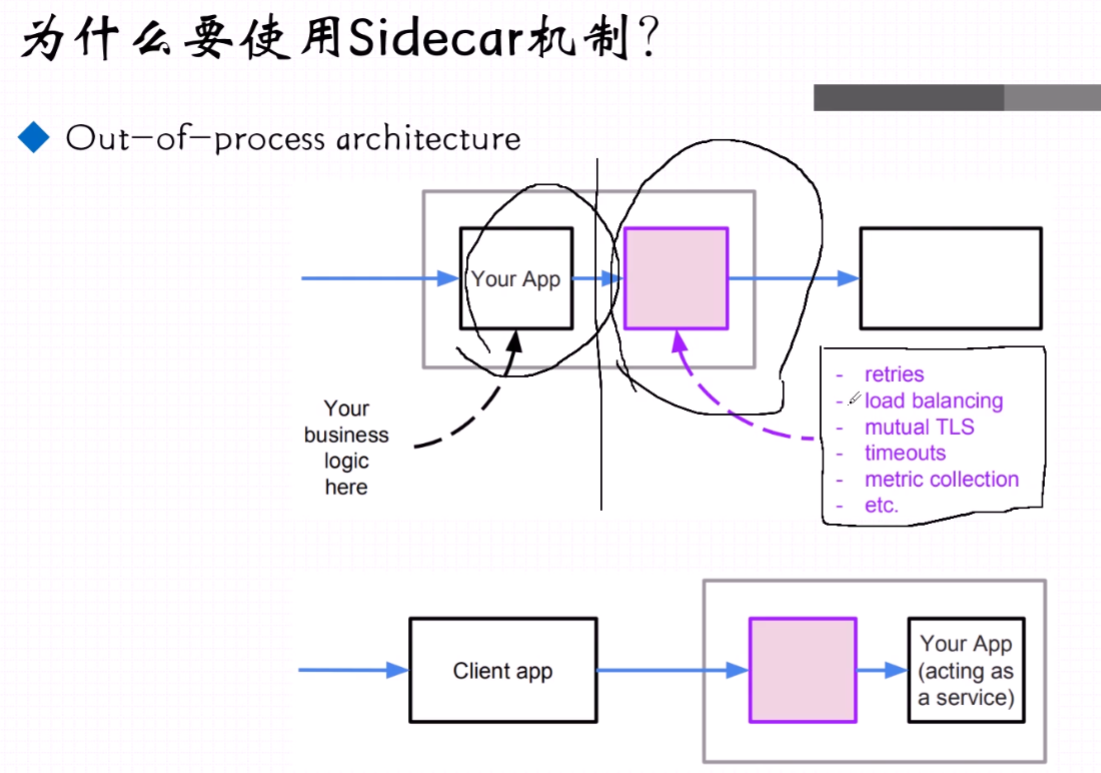 为什么要使用Sidecar机制?
Out-of-process architecture
Your App
Your
business
logic
here
- retries
- load balancing
- mutual TLS
- timeouts
- metric collection
- etc.
Client app
Your App
(acting as
a service)